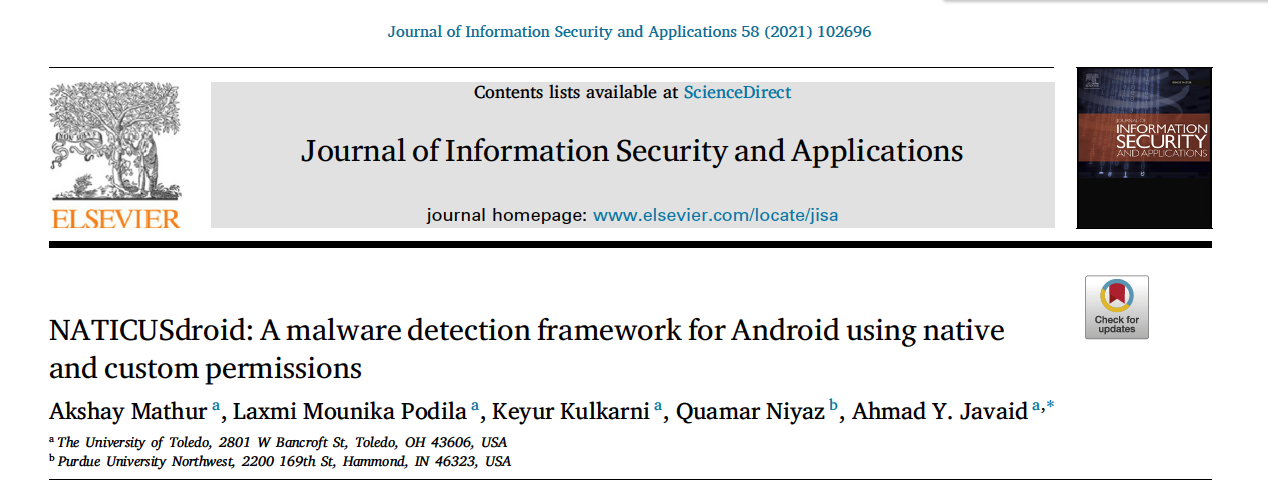 Journal of Information Security and Applications 58 (2021) 102696
Contents lists available at ScienceDirect
Journal of Information Security and Applications
journal homepage: www.elsevier.com/locate/jisa
ELSEVIER
JOURNAL OF
INFORMATION
SECURITY
AND APPLICATIONS
Check for
updates
NATICUSdroid: A malware detection framework for Android using native
and custom permissions
Akshay Mathur a, Laxmi Mounika Podila a, Keyur Kulkarni a, Quamar Niyaz b, Ahmad Y. Javaid a,*
a The University of Toledo, 2801 W Bancroft St, Toledo, OH 43606, USA
b Purdue University Northwest, 2200 169th St, Hammond, IN 46323, USA